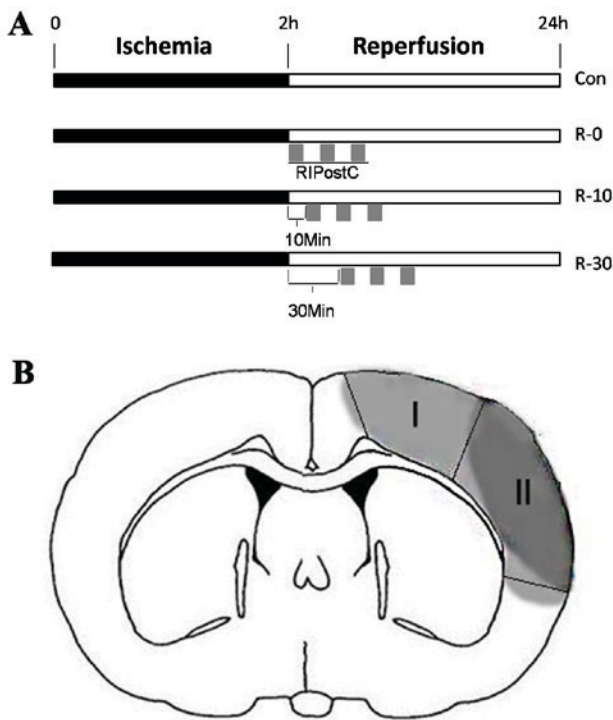 A
0 2h 24h
Ischemia Reperfusion
Con
R-0
RIPostC
R-10
10Min
R-30
30Min
B
I
II